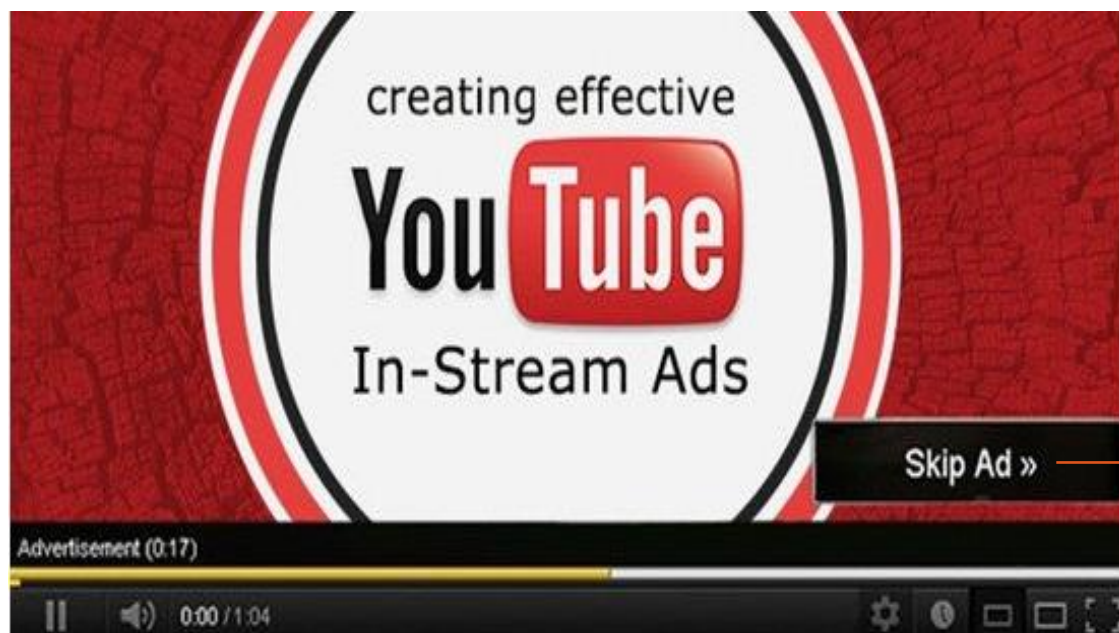 creating effective
YouTube
In-Stream Ads
Skip Ad »
Advertisement (0:17)
0:00 / 1:04